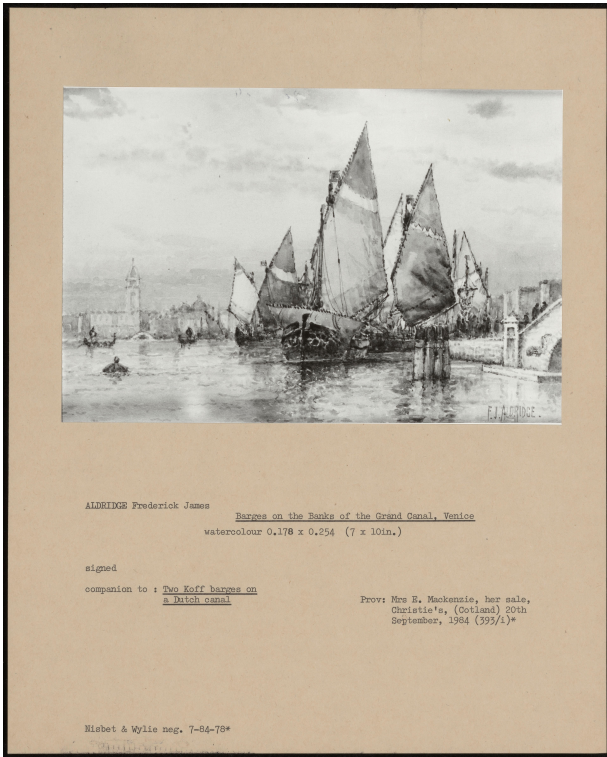 F.J. ALDRIDGE
ALDRIDGE Frederick James
Barges on the Banks of the Grand Canal, Venice
watercolour 0.178 x 0.254 (7 x 10in.)
signed
companion to : Two Koff barges on
a Dutch canal
Prov: Mrs E. Mackenzie, her sale,
Christie's, (Cotland) 20th
September, 1984 (393/i)*
Nisbet & Wylie neg. 7-84-78*